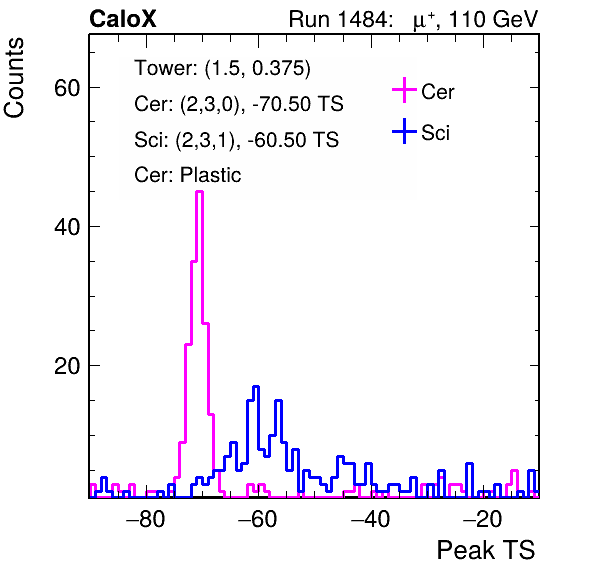 CaloX Run 1484: μ⁺, 110 GeV
Counts
Tower: (1.5, 0.375)
Cer: (2,3,0), -70.50 TS
Sci: (2,3,1), -60.50 TS
Cer: Plastic
Cer
Sci
60
40
20
−80 −60 −40 −20
Peak TS